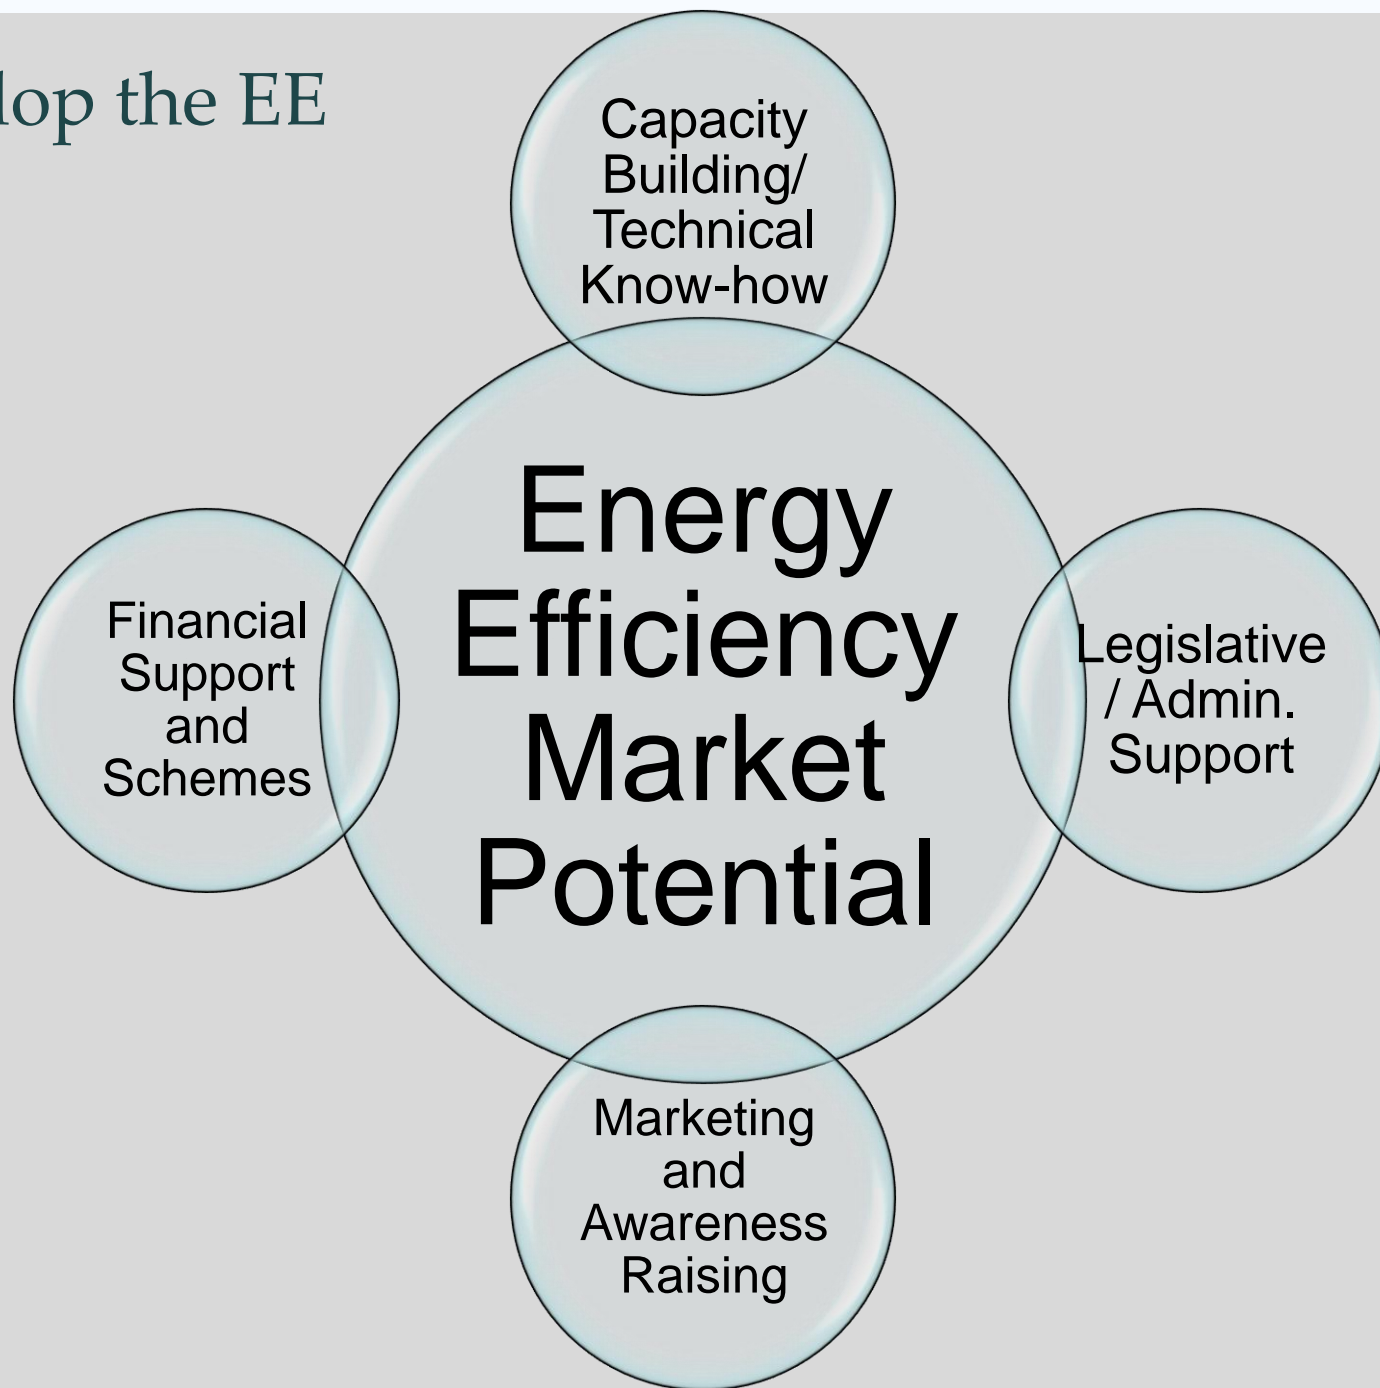 the EE
Capacity
Building/
Technical
Know-how
Energy
Efficiency
Market
Potential
Financial
Support
and
Schemes
Legislative
/ Admin.
Support
Marketing
and
Awareness
Raising